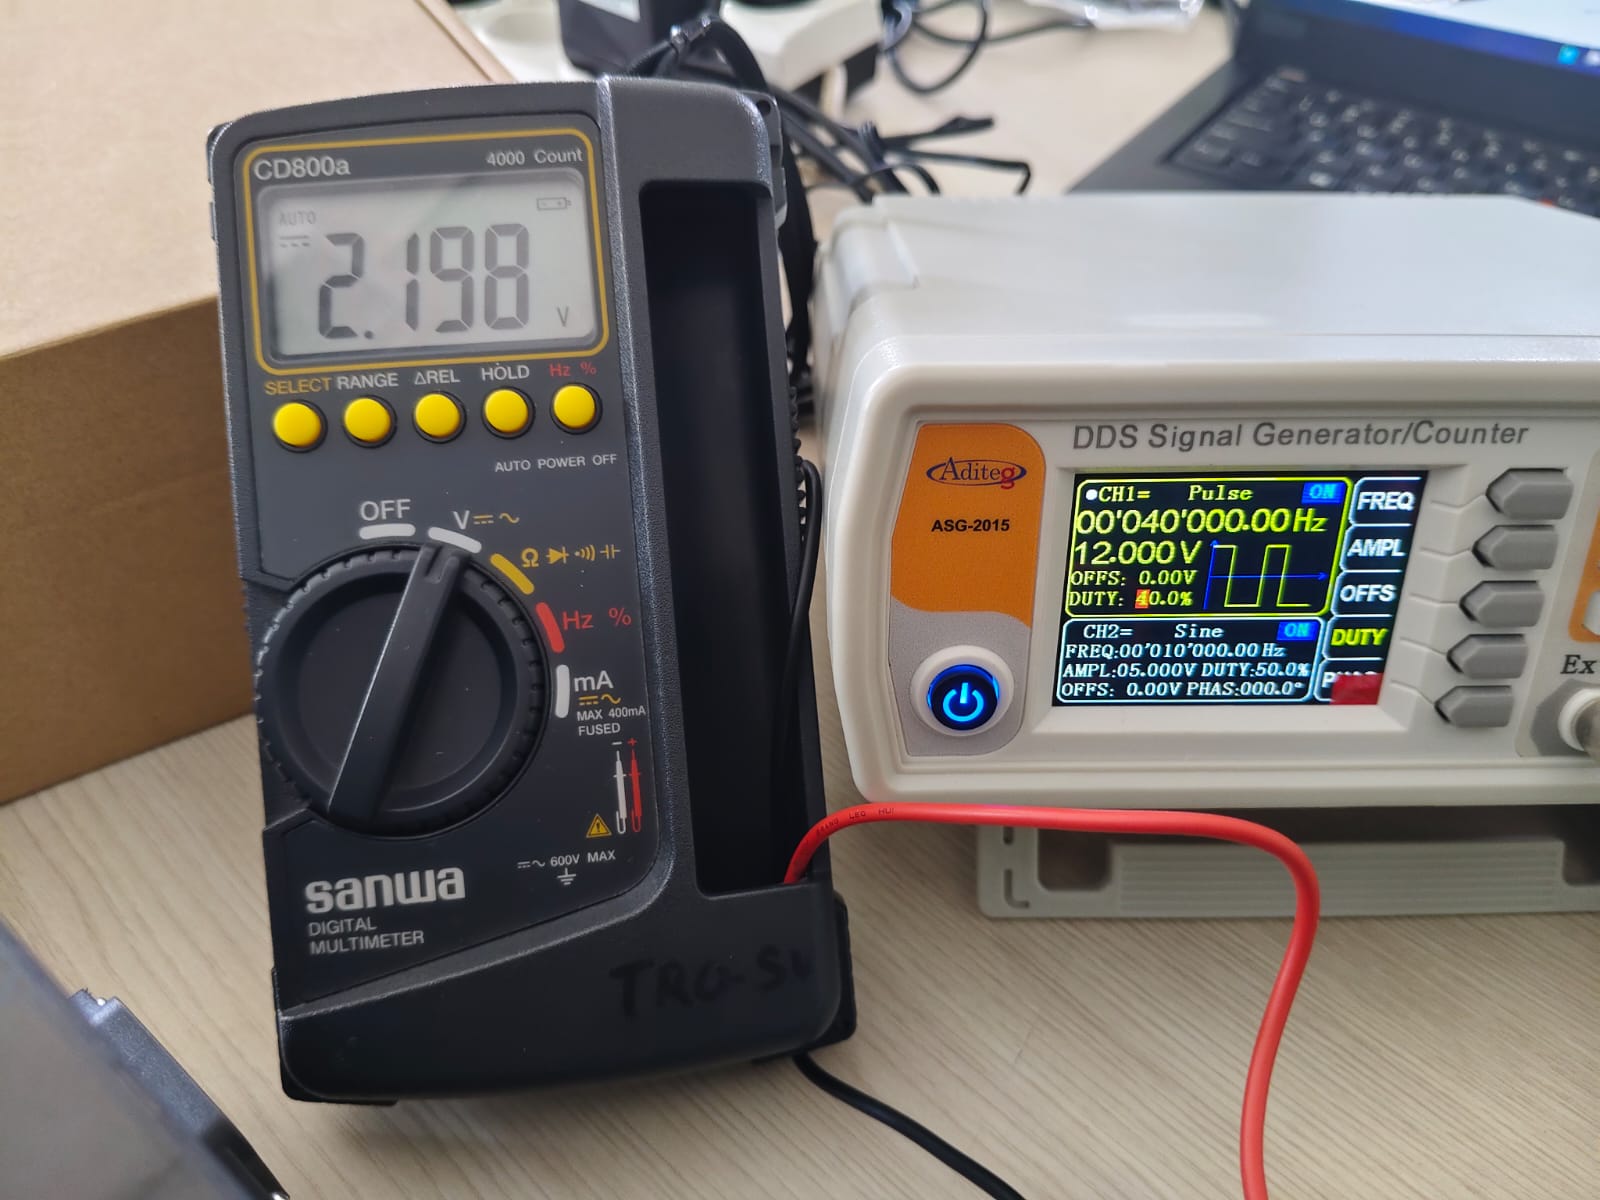 CD800a
4000 Count
AUTO
2.198
V
SELECT RANGE ΔREL HOLD Hz %
AUTO POWER OFF
OFF
V
Ω
Hz %
mA
MAX 400mA
FUSED
- +
600V MAX
sanwa
DIGITAL
MULTIMETER
DDS Signal Generator/Counter
Aditeg
ASG-2015
CH1= Pulse ON
00'040'000.00Hz
12.000V
OFFS: 0.00V
DUTY: 40.0%
CH2= Sine ON
FREQ:00'010'000.00Hz
AMPL:05.000V DUTY:50.0%
OFFS: 0.00V PHAS:000.0°
FREQ
AMPL
OFFS
DUTY
Ex